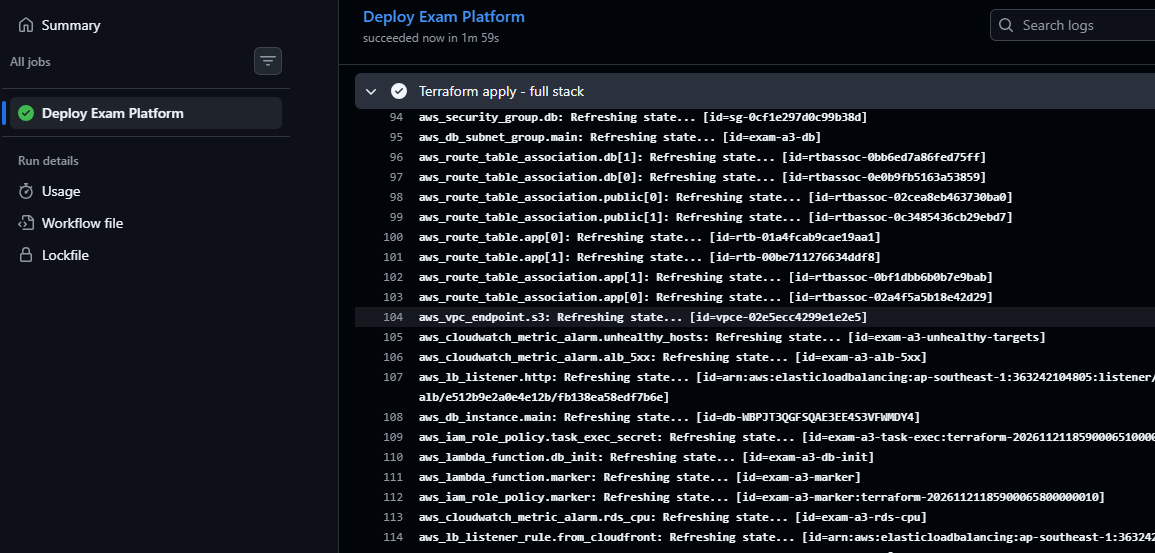 Summary
All jobs
Deploy Exam Platform
Run details
Usage
Workflow file
Lockfile
Deploy Exam Platform
succeeded now in 1m 59s
Search logs
Terraform apply - full stack
94 aws_security_group.db: Refreshing state... [id=sg-0cf1e297d0c99b38d]
95 aws_db_subnet_group.main: Refreshing state... [id=exam-a3-db]
96 aws_route_table_association.db[1]: Refreshing state... [id=rtbassoc-0bb6ed7a86fed75ff]
97 aws_route_table_association.db[0]: Refreshing state... [id=rtbassoc-0e0b9fb5163a53859]
98 aws_route_table_association.public[0]: Refreshing state... [id=rtbassoc-02cea8eb463730ba0]
99 aws_route_table_association.public[1]: Refreshing state... [id=rtbassoc-0c3485436cb29ebd7]
100 aws_route_table.app[0]: Refreshing state... [id=rtb-01a4fcab9cae19aa1]
101 aws_route_table.app[1]: Refreshing state... [id=rtb-00be711276634ddf8]
102 aws_route_table_association.app[1]: Refreshing state... [id=rtbassoc-0bf1dbb6b0b7e9bab]
103 aws_route_table_association.app[0]: Refreshing state... [id=rtbassoc-02a4f5a5b18e42d29]
104 aws_vpc_endpoint.s3: Refreshing state... [id=vpce-02e5ecc4299e1e2e5]
105 aws_cloudwatch_metric_alarm.unhealthy_hosts: Refreshing state... [id=exam-a3-unhealthy-targets]
106 aws_cloudwatch_metric_alarm.alb_5xx: Refreshing state... [id=exam-a3-alb-5xx]
107 aws_lb_listener.http: Refreshing state... [id=arn:aws:elasticloadbalancing:ap-southeast-1:363242104805:listener/
alb/e512b9e2a0e4e12b/fb138ea58edf7b6e]
108 aws_db_instance.main: Refreshing state... [id=db-WBPJT3QGFSQAE3EE4S3VFWMDY4]
109 aws_iam_role_policy.task_exec_secret: Refreshing state... [id=exam-a3-task-exec:terraform-2026112118590006510000
110 aws_lambda_function.db_init: Refreshing state... [id=exam-a3-db-init]
111 aws_lambda_function.marker: Refreshing state... [id=exam-a3-marker]
112 aws_iam_role_policy.marker: Refreshing state... [id=exam-a3-marker:terraform-20261121185900065800000010]
113 aws_cloudwatch_metric_alarm.rds_cpu: Refreshing state... [id=exam-a3-rds-cpu]
114 aws_lb_listener_rule.from_cloudfront: Refreshing state... [id=arn:aws:elasticloadbalancing:ap-southeast-1:363242